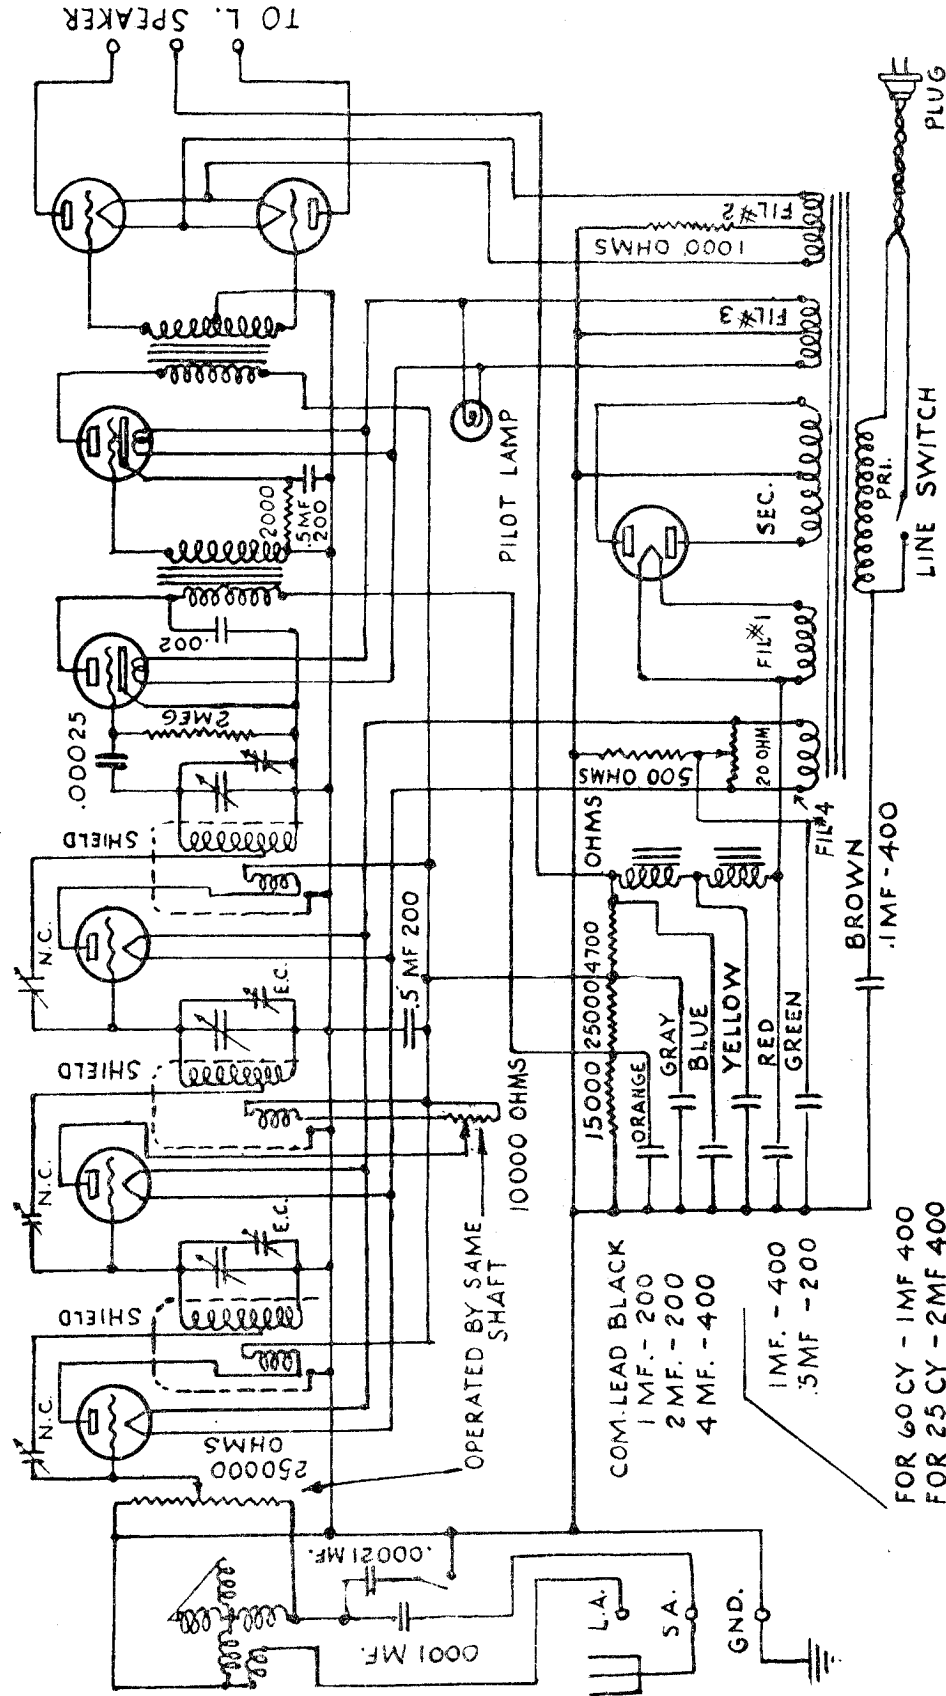 TO L. SPEAKER
PLUG
FIL#2
1000 OHMS
FIL#3
PILOT LAMP
SEC.
PRI.
LINE SWITCH
2000
.5MF
200
.002
FIL#1
.00025
2 MEG
500 OHMS
20 OHM
FIL#4
SHIELD
OHMS
BROWN
.1MF-400
N.C.
E.C.
.5 MF 200
15000 25000 4700
ORANGE
GRAY
BLUE
YELLOW
RED
GREEN
SHIELD
10000 OHMS
N.C.
E.C.
SHIELD
OPERATED BY SAME
SHAFT
N.C.
250000
OHMS
COM. LEAD BLACK
1 MF.-200
2 MF.-200
4 MF.-400
1 MF.-400
.5MF-200
FOR 60 CY - 1MF 400
FOR 25 CY - 2MF 400
.00021 MF.
.0001 MF.
L.A.
S.A.
GND.